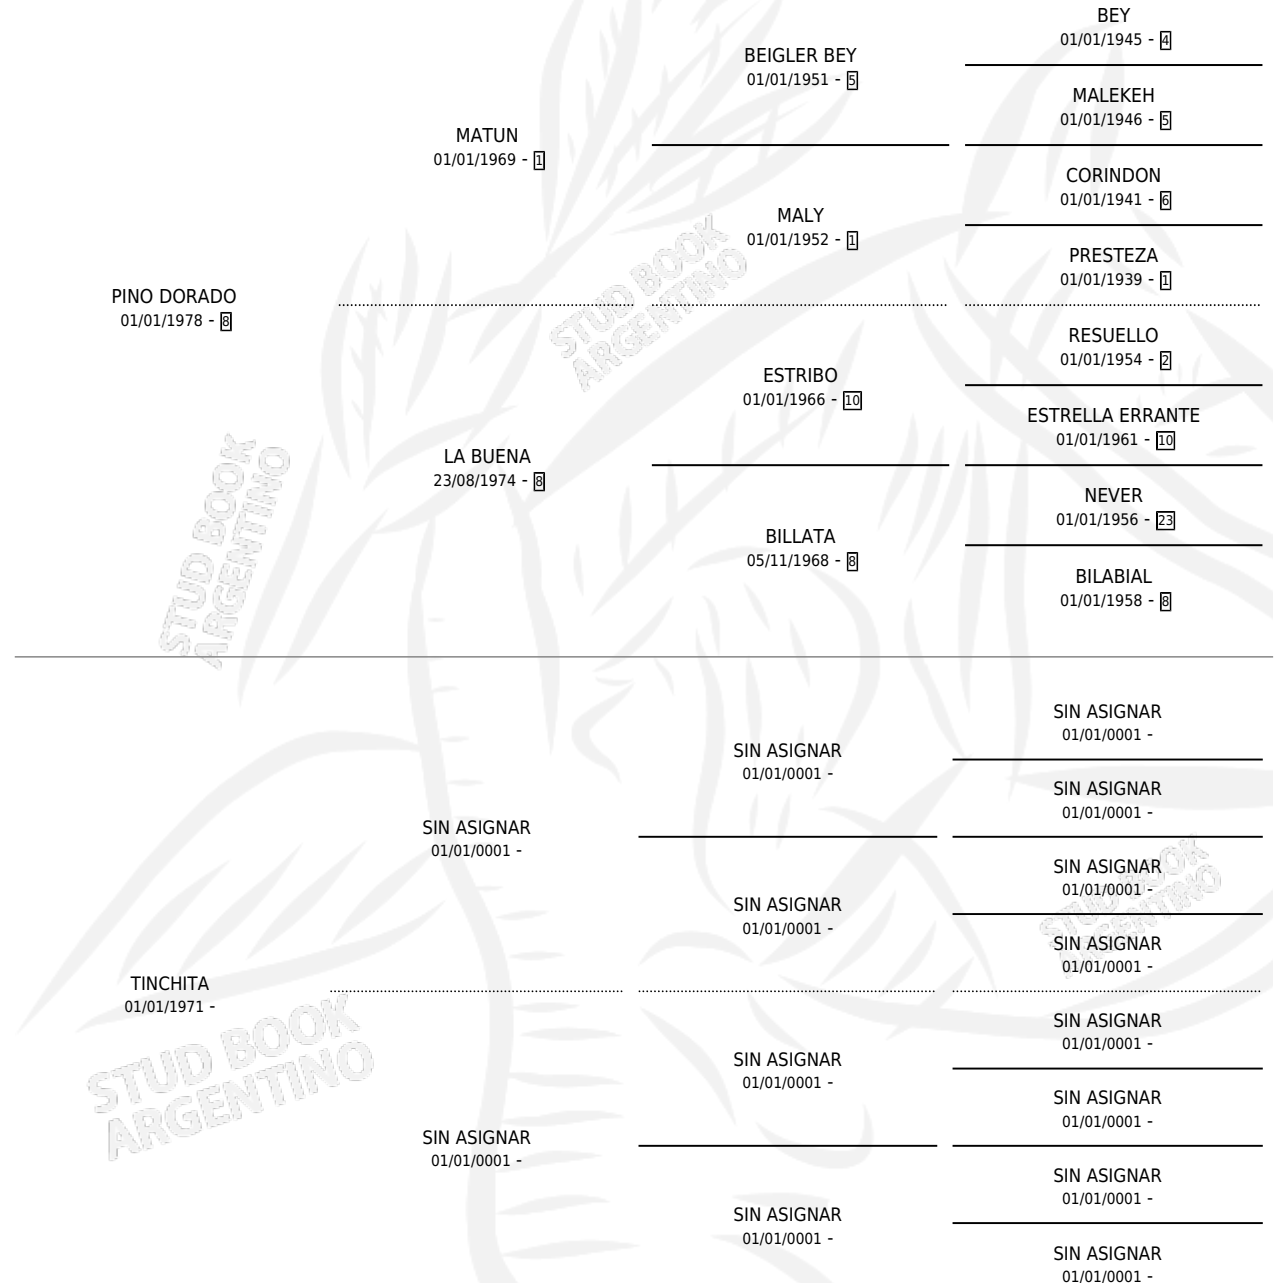 BEY
01/01/1945 - 4
BEIGLER BEY
01/01/1951 - 5
MALEKEH
01/01/1946 - 5
MATUN
01/01/1969 - 1
CORINDON
01/01/1941 - 6
MALY
01/01/1952 - 1
PRESTEZA
01/01/1939 - 1
PINO DORADO
01/01/1978 - 8
RESUELLO
01/01/1954 - 2
ESTRIBO
01/01/1966 - 10
ESTRELLA ERRANTE
01/01/1961 - 10
LA BUENA
23/08/1974 - 8
NEVER
01/01/1956 - 23
BILLATA
05/11/1968 - 8
BILABIAL
01/01/1958 - 8
SIN ASIGNAR
01/01/0001 -
SIN ASIGNAR
01/01/0001 -
SIN ASIGNAR
01/01/0001 -
SIN ASIGNAR
01/01/0001 -
SIN ASIGNAR
01/01/0001 -
SIN ASIGNAR
01/01/0001 -
SIN ASIGNAR
01/01/0001 -
TINCHITA
01/01/1971 -
SIN ASIGNAR
01/01/0001 -
SIN ASIGNAR
01/01/0001 -
SIN ASIGNAR
01/01/0001 -
SIN ASIGNAR
01/01/0001 -
SIN ASIGNAR
01/01/0001 -
SIN ASIGNAR
01/01/0001 -
SIN ASIGNAR
01/01/0001 -
STUD BOOK
ARGENTINO
STUD BOOK
ARGENTINO
STUD BOOK
ARGENTINO
STUD BOOK
ARGENTINO